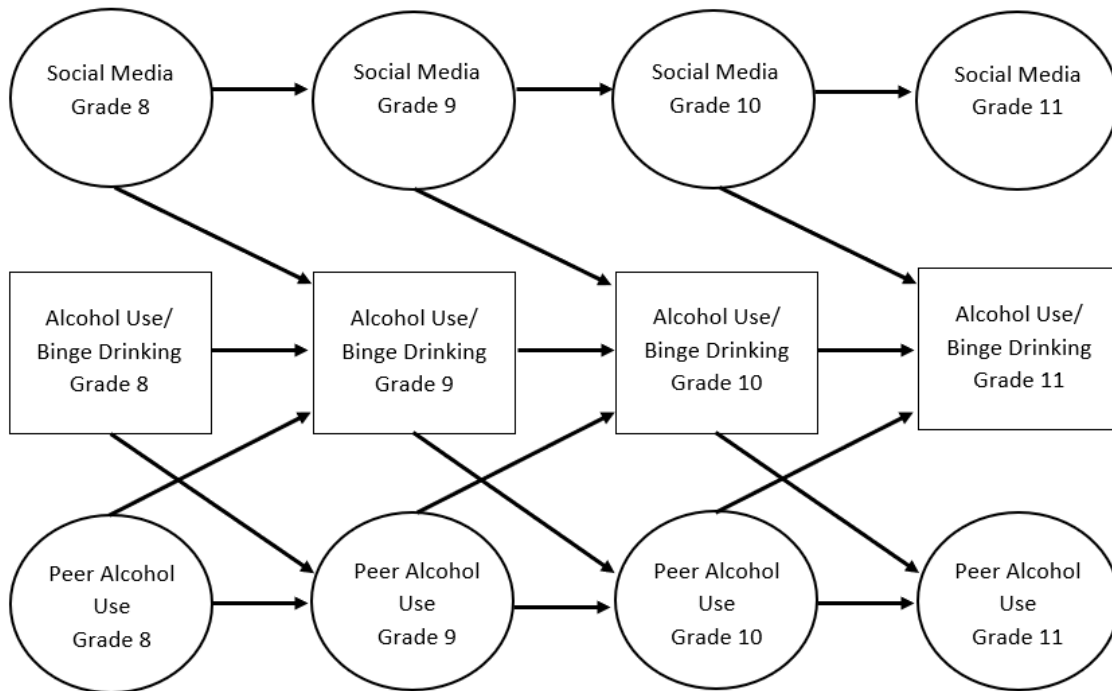 Social Media
Grade 8
Social Media
Grade 9
Social Media
Grade 10
Social Media
Grade 11
Alcohol Use/
Binge Drinking
Grade 8
Alcohol Use/
Binge Drinking
Grade 9
Alcohol Use/
Binge Drinking
Grade 10
Alcohol Use/
Binge Drinking
Grade 11
Peer Alcohol
Use
Grade 8
Peer Alcohol
Use
Grade 9
Peer Alcohol
Use
Grade 10
Peer Alcohol
Use
Grade 11